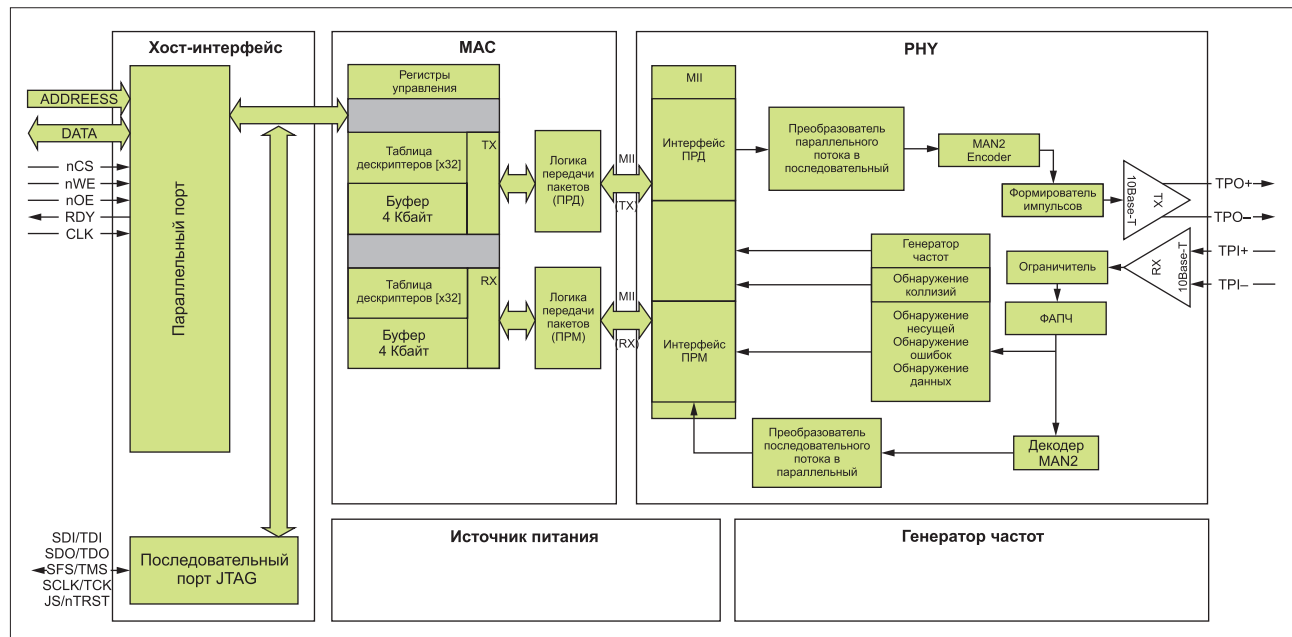 Хост-интерфейс
ADDREESS
DATA
nCS
nWE
nOE
RDY
CLK
Параллельный порт
SDI/TDI
SDO/TDO
SFS/TMS
SCLK/TCK
JS/nTRST
Последовательный
порт JTAG
MAC
Регистры
управления
TX
Таблица
дескриптеров [x32]
Буфер
4 Кбайт
RX
Таблица
дескриптеров [x32]
Буфер
4 Кбайт
Логика
передачи
пакетов
(ПРД)
Логика
передачи
пакетов
(ПРМ)
MII
(TX)
MII
(RX)
PHY
MII
Интерфейс
ПРД
Интерфейс
ПРМ
Преобразователь
параллельного
потока в
последовательный
MAN2
Encoder
Формирователь
импульсов
TX
10Base-T
TPO+
TPO–
TPI+
TPI–
RX
10Base-T
Генератор
частот
Обнаружение
коллизий
Обнаружение
несущей
Обнаружение
ошибок
Обнаружение
данных
Ограничитель
ФАПЧ
Декодер
MAN2
Преобразователь
последовательного
потока в
параллельный
Источник питания
Генератор частот